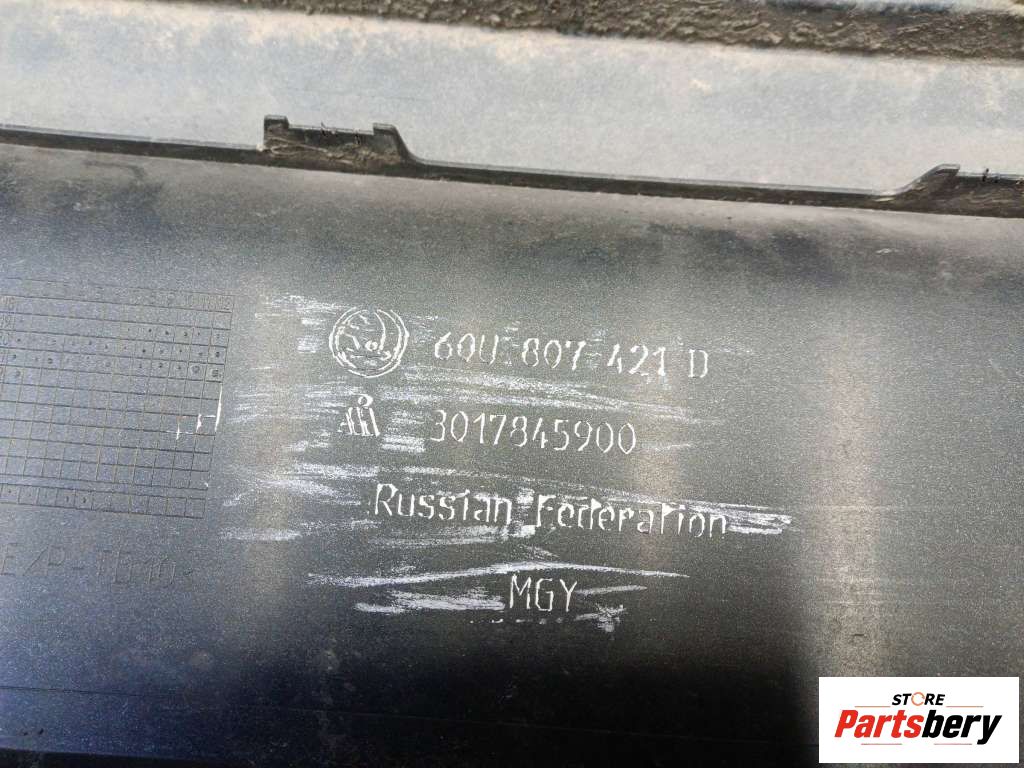 60U 807 421 D
3017845900
Russian Federation
MGY
STORE
Partsbery